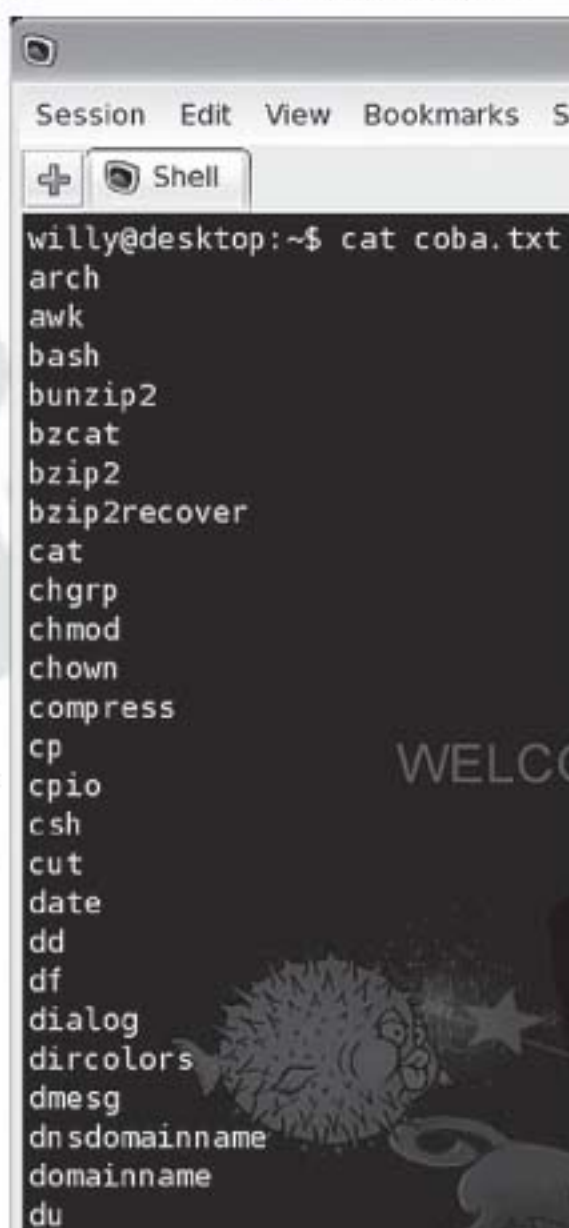 Session Edit View Bookmarks S
Shell
willy@desktop:~$ cat coba.txt
arch
awk
bash
bunzip2
bzcat
bzip2
bzip2recover
cat
chgrp
chmod
chown
compress
cp
cpio
csh
cut
date
dd
df
dialog
dircolors
dmesg
dnsdomainname
domainname
du
WELCO